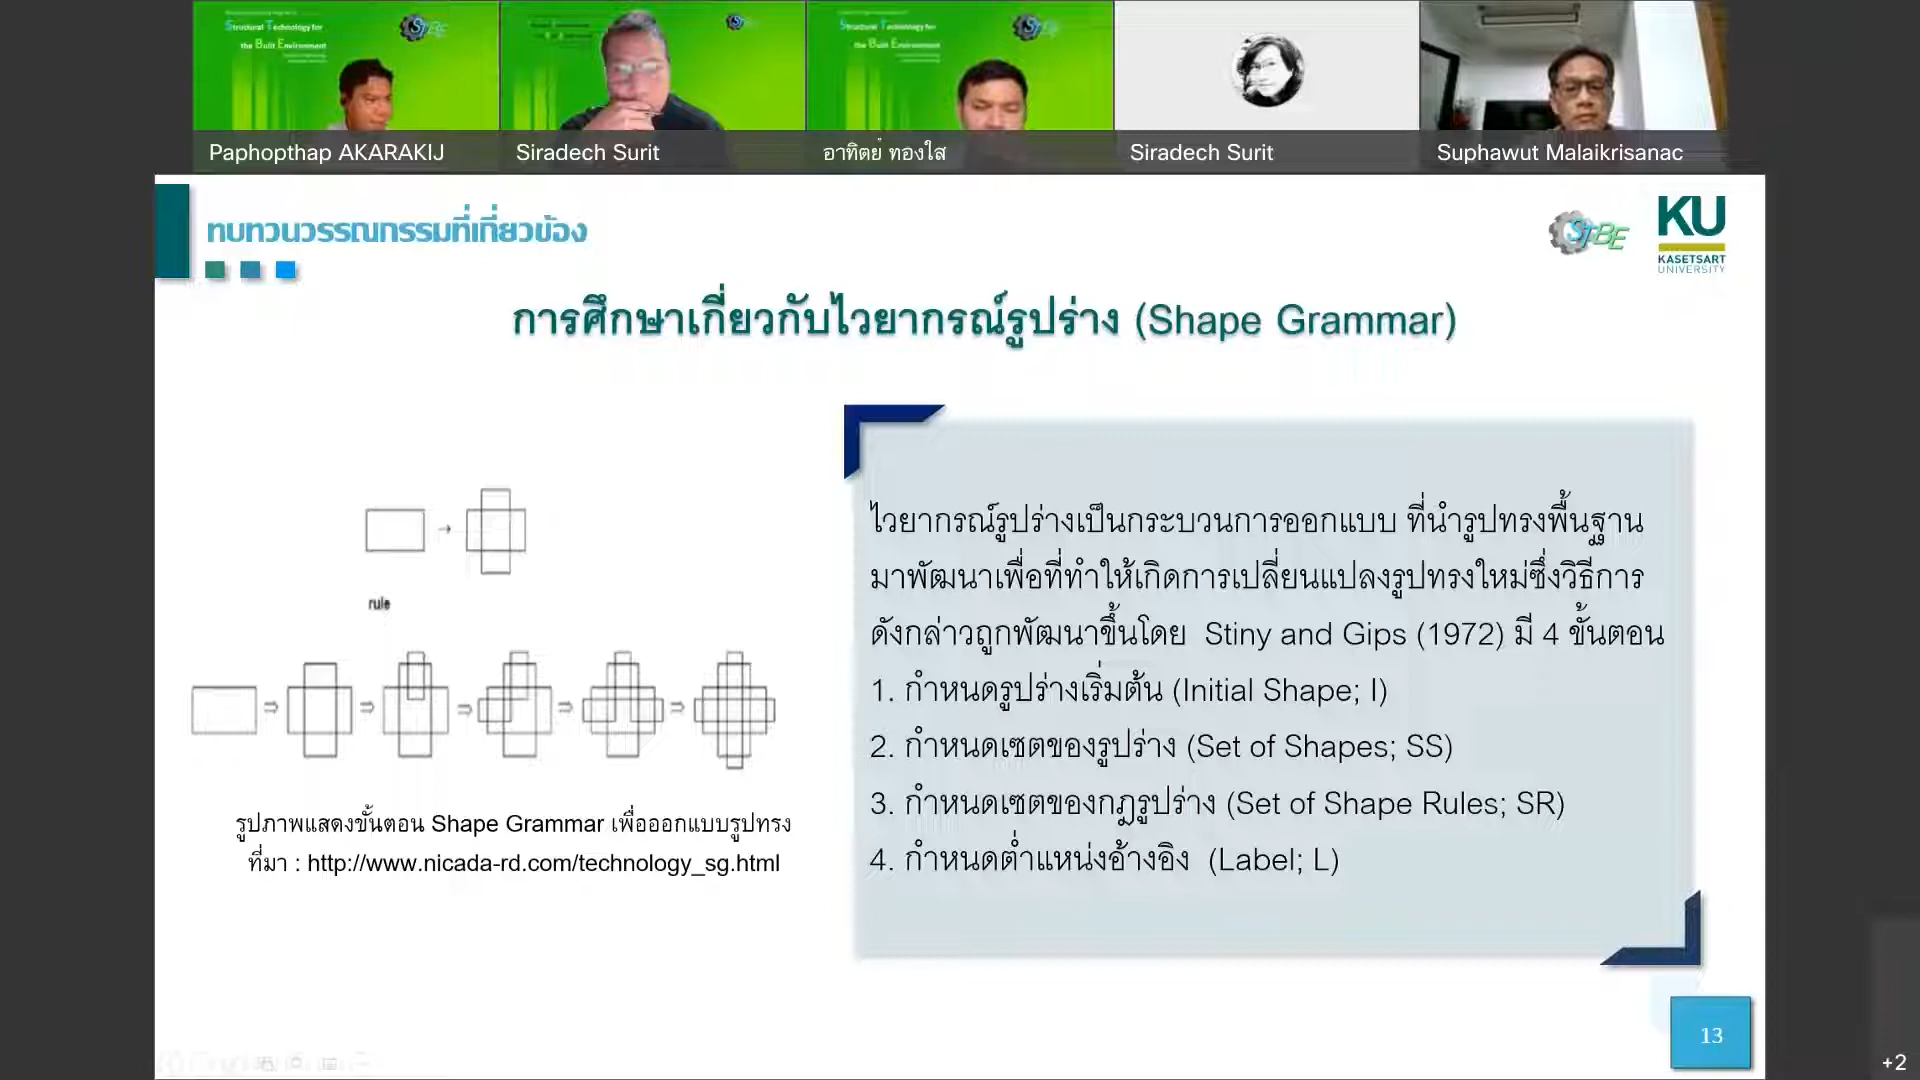 Structural Technology for
the Built Environment
STBE
Structural Technology for
the Built Environment
Paphopthap AKARAKIJ
Siradech Surit
อาทิตย์ ทองใส
Siradech Surit
Suphawut Malaikrisanac
ทบทวนวรรณกรรมที่เกี่ยวข้อง
STBE
KU
KASETSART
UNIVERSITY
การศึกษาเกี่ยวกับไวยากรณ์รูปร่าง (Shape Grammar)
rule
รูปภาพแสดงขั้นตอน Shape Grammar เพื่อออกแบบรูปทรง
ที่มา : http://www.nicada-rd.com/technology_sg.html
ไวยากรณ์รูปร่างเป็นกระบวนการออกแบบ ที่นำรูปทรงพื้นฐาน
มาพัฒนาเพื่อที่ทำให้เกิดการเปลี่ยนแปลงรูปทรงใหม่ซึ่งวิธีการ
ดังกล่าวถูกพัฒนาขึ้นโดย Stiny and Gips (1972) มี 4 ขั้นตอน
1. กำหนดรูปร่างเริ่มต้น (Initial Shape; I)
2. กำหนดเซตของรูปร่าง (Set of Shapes; SS)
3. กำหนดเซตของกฎรูปร่าง (Set of Shape Rules; SR)
4. กำหนดตำแหน่งอ้างอิง (Label; L)
13
+2